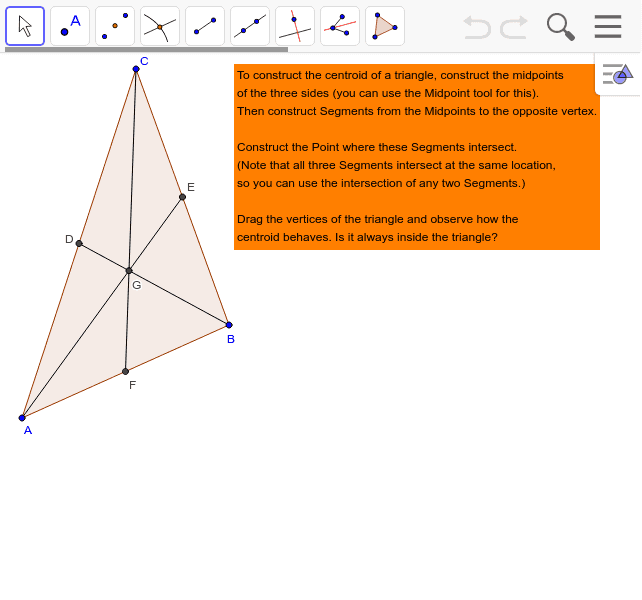 A
C
To construct the centroid of a triangle, construct the midpoints
of the three sides (you can use the Midpoint tool for this).
Then construct Segments from the Midpoints to the opposite vertex.
Construct the Point where these Segments intersect.
(Note that all three Segments intersect at the same location,
so you can use the intersection of any two Segments.)
Drag the vertices of the triangle and observe how the
centroid behaves. Is it always inside the triangle?
E
D
G
B
F
A